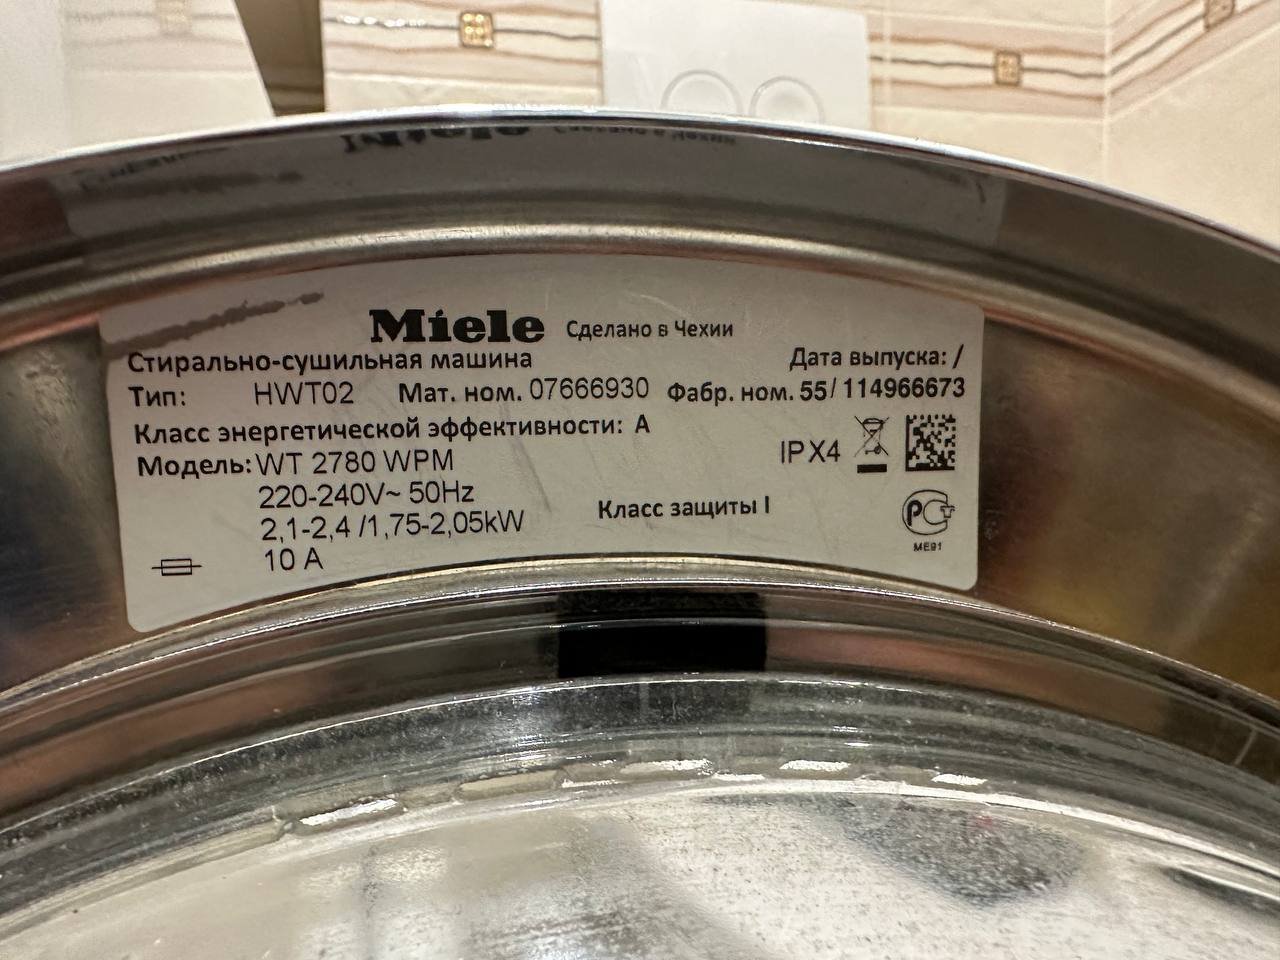 Miele Сделано в Чехии
Стирально-сушильная машина Дата выпуска: /
Тип: HWT02 Мат. ном. 07666930 Фабр. ном. 55/ 114966673
Класс энергетической эффективности: A
Модель: WT 2780 WPM IPX4
220-240V~ 50Hz
2,1-2,4 /1,75-2,05kW Класс защиты I
10 A
РСТ
ME91